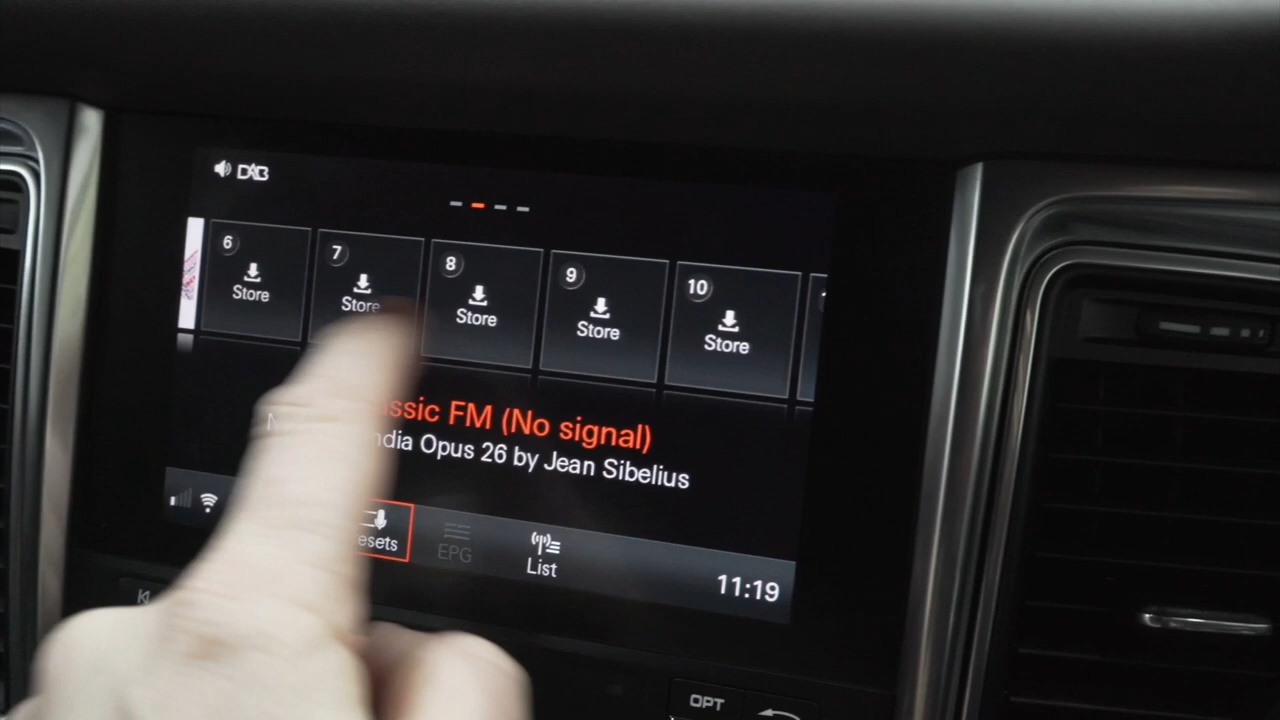 DAB
6 7 8 9 10
Store Store Store Store Store
ssic FM (No signal)
ndia Opus 26 by Jean Sibelius
esets EPG List 11:19
OPT